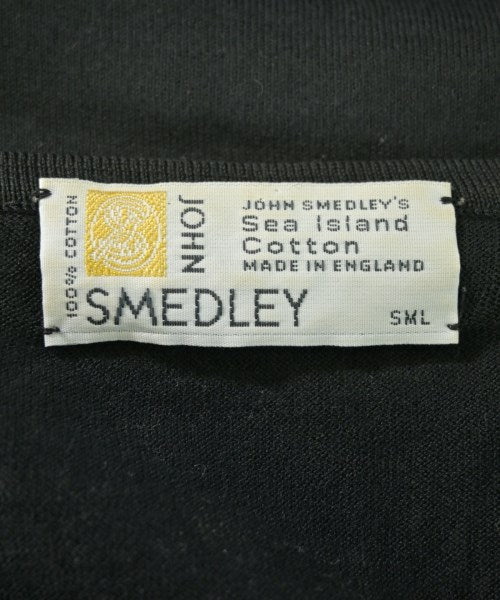 100% COTTON
JOHN
SMEDLEY
JOHN SMEDLEY'S
Sea Island
Cotton
MADE IN ENGLAND
SML